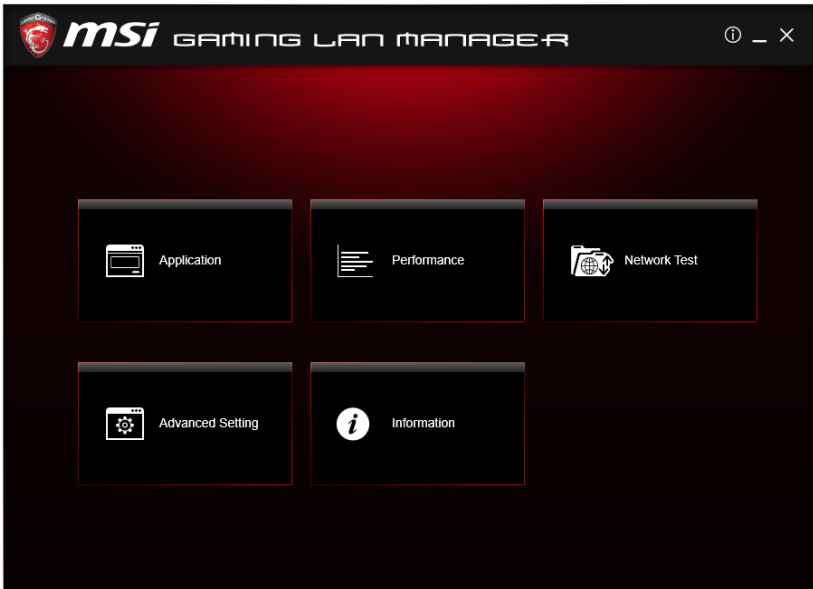 msi GAMING LAN MANAGER
Application
Performance
Network Test
Advanced Setting
Information